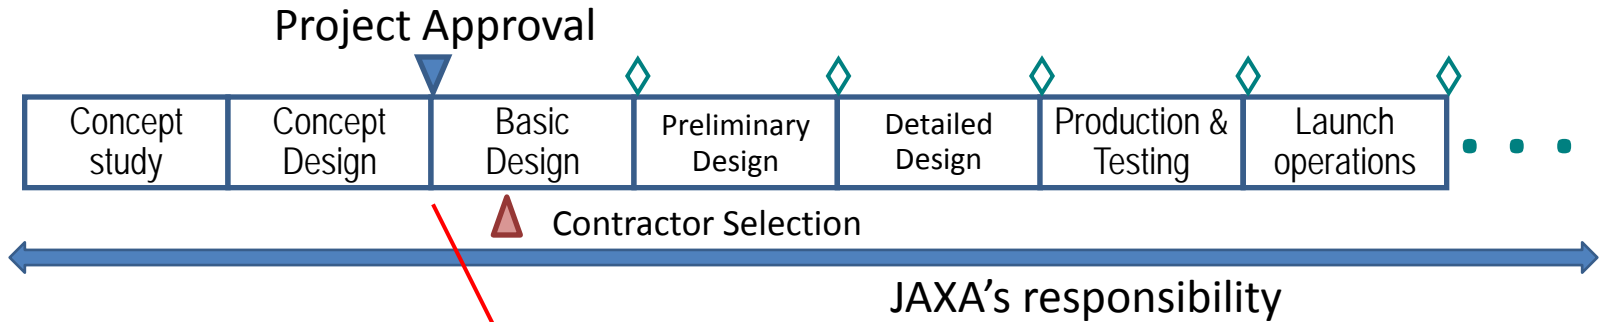 Project Approval
Concept
study
Concept
Design
Basic
Design
Preliminary
Design
Detailed
Design
Production &
Testing
Launch
operations
Contractor Selection
JAXA's responsibility